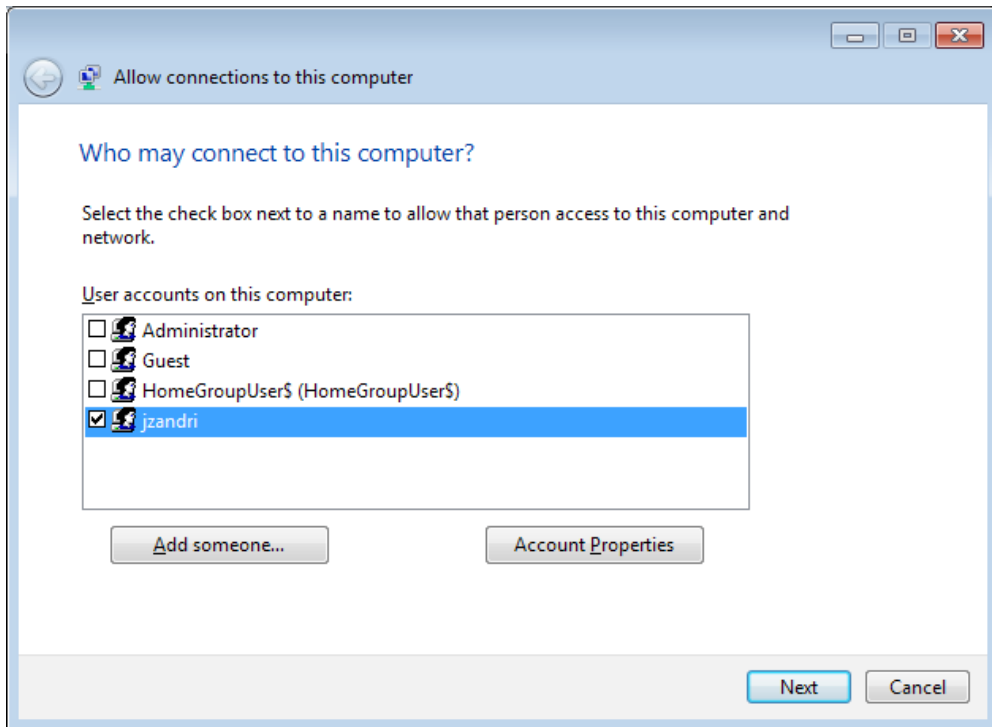 Allow connections to this computer
Who may connect to this computer?
Select the check box next to a name to allow that person access to this computer and
network.
User accounts on this computer:
Administrator
Guest
HomeGroupUser$ (HomeGroupUser$)
jzandri
Add someone...
Account Properties
Next
Cancel